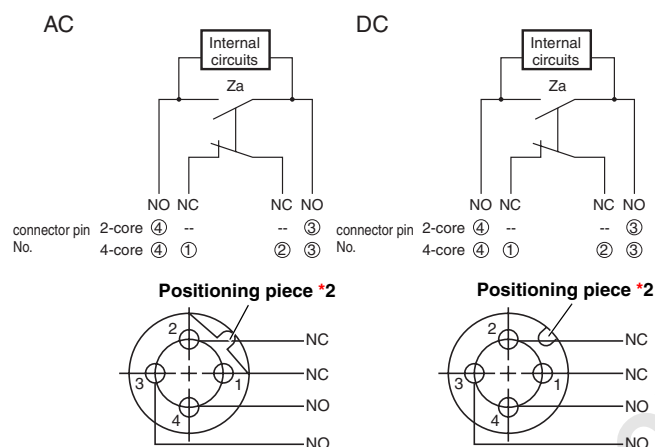 AC
Internal
circuits
Za
NO NC NC NO
connector pin No.
2-core ④ -- -- ③
4-core ④ ① ② ③
Positioning piece *2
2
1
3
4
NC
NC
NO
NO
DC
Internal
circuits
Za
NO NC NC NO
connector pin No.
2-core ④ -- -- ③
4-core ④ ① ② ③
Positioning piece *2
2
1
3
4
NC
NC
NO
NO